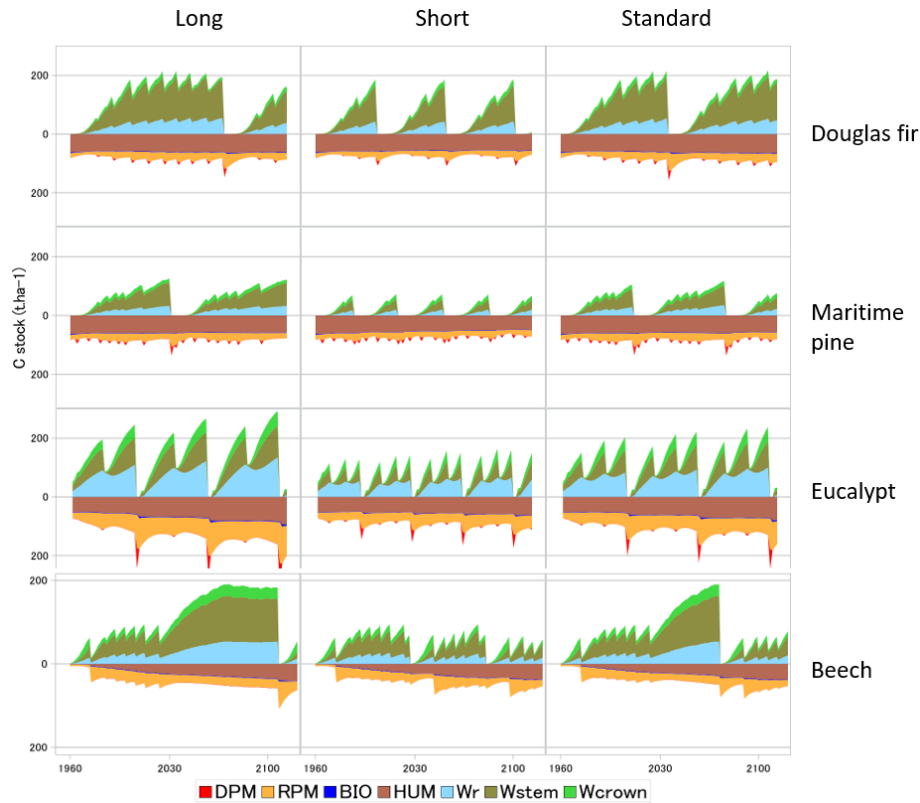 Long Short Standard
200
0
200
Douglas fir
200
0
200
Maritime
pine
C stock (t.ha-1)
200
0
200
Eucalypt
200
0
200
Beech
1960 2030 2100 1960 2030 2100 1960 2030 2100
DPM RPM BIO HUM Wr Wstem Wcrown